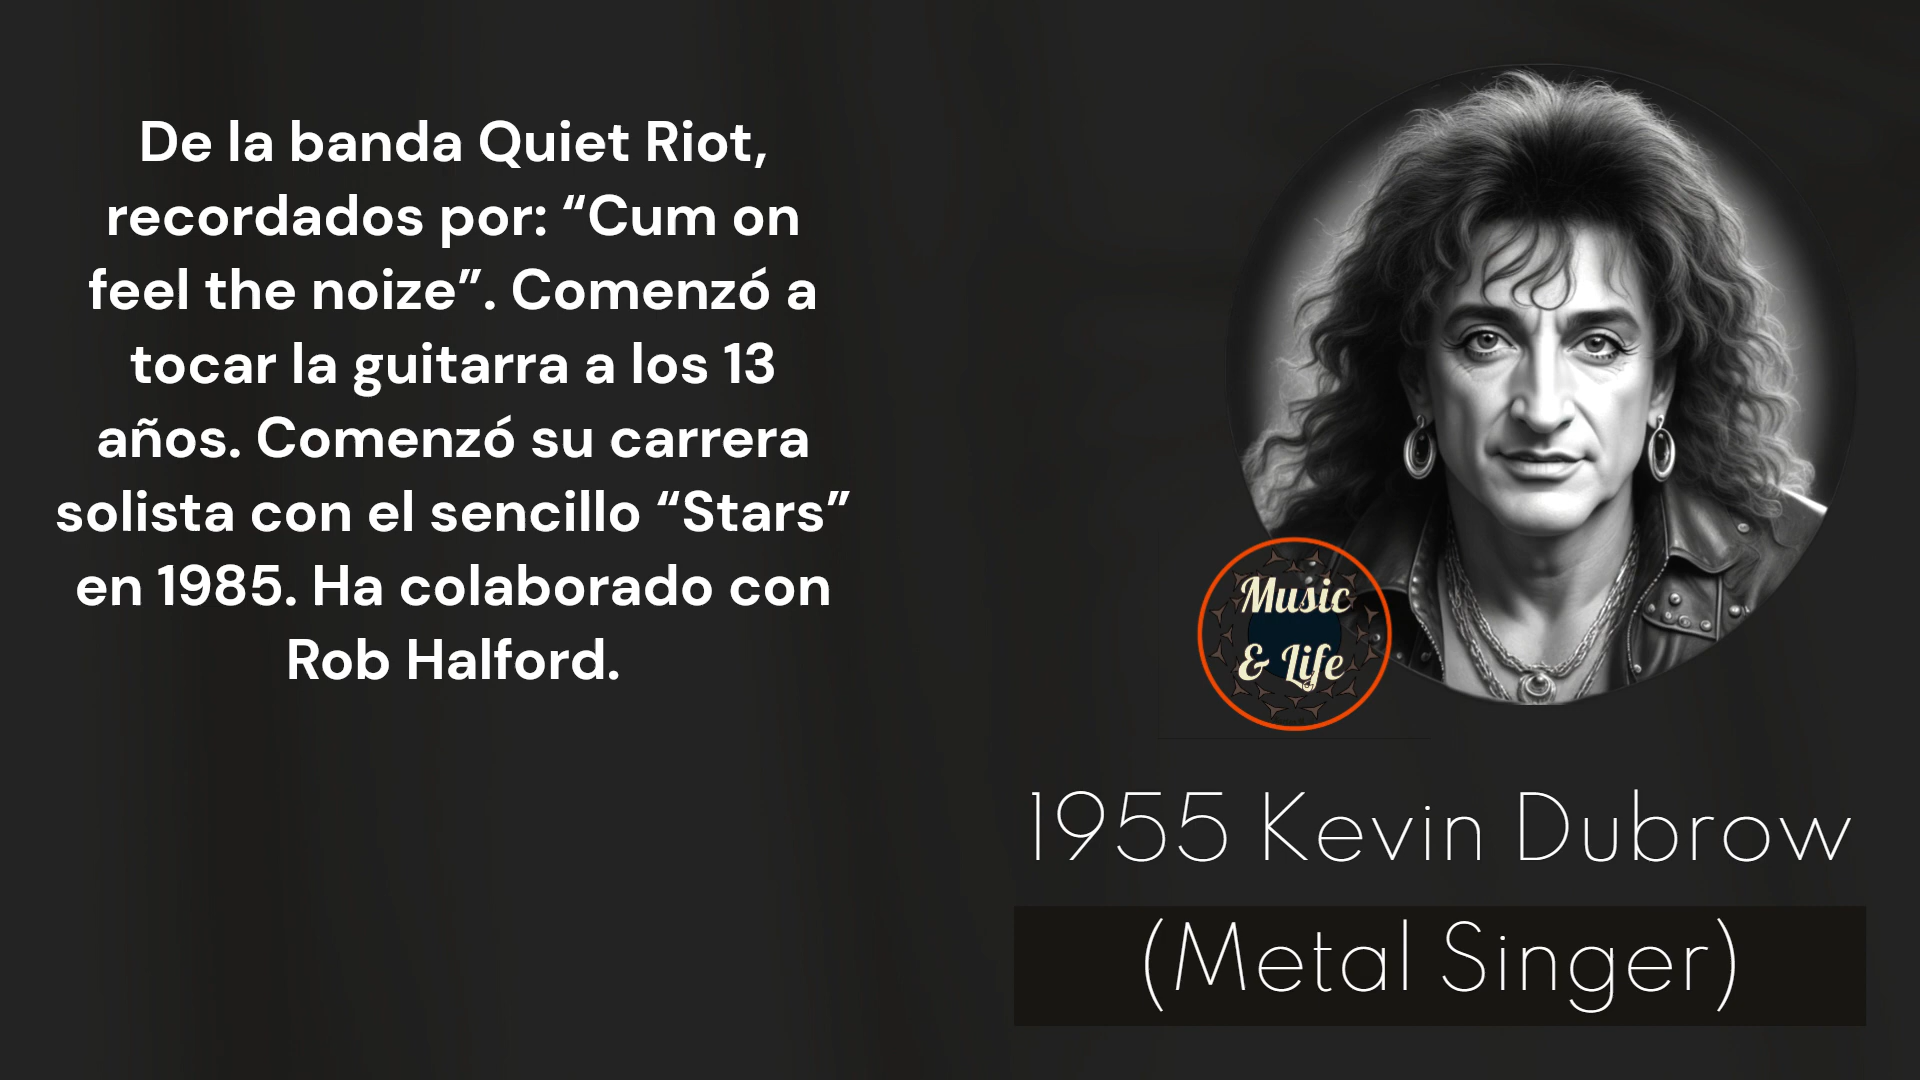 De la banda Quiet Riot,
recordados por: “Cum on
feel the noize”. Comenzó a
tocar la guitarra a los 13
años. Comenzó su carrera
solista con el sencillo “Stars”
en 1985. Ha colaborado con
Rob Halford.
Music
& Life
1955 Kevin Dubrow
(Metal Singer)